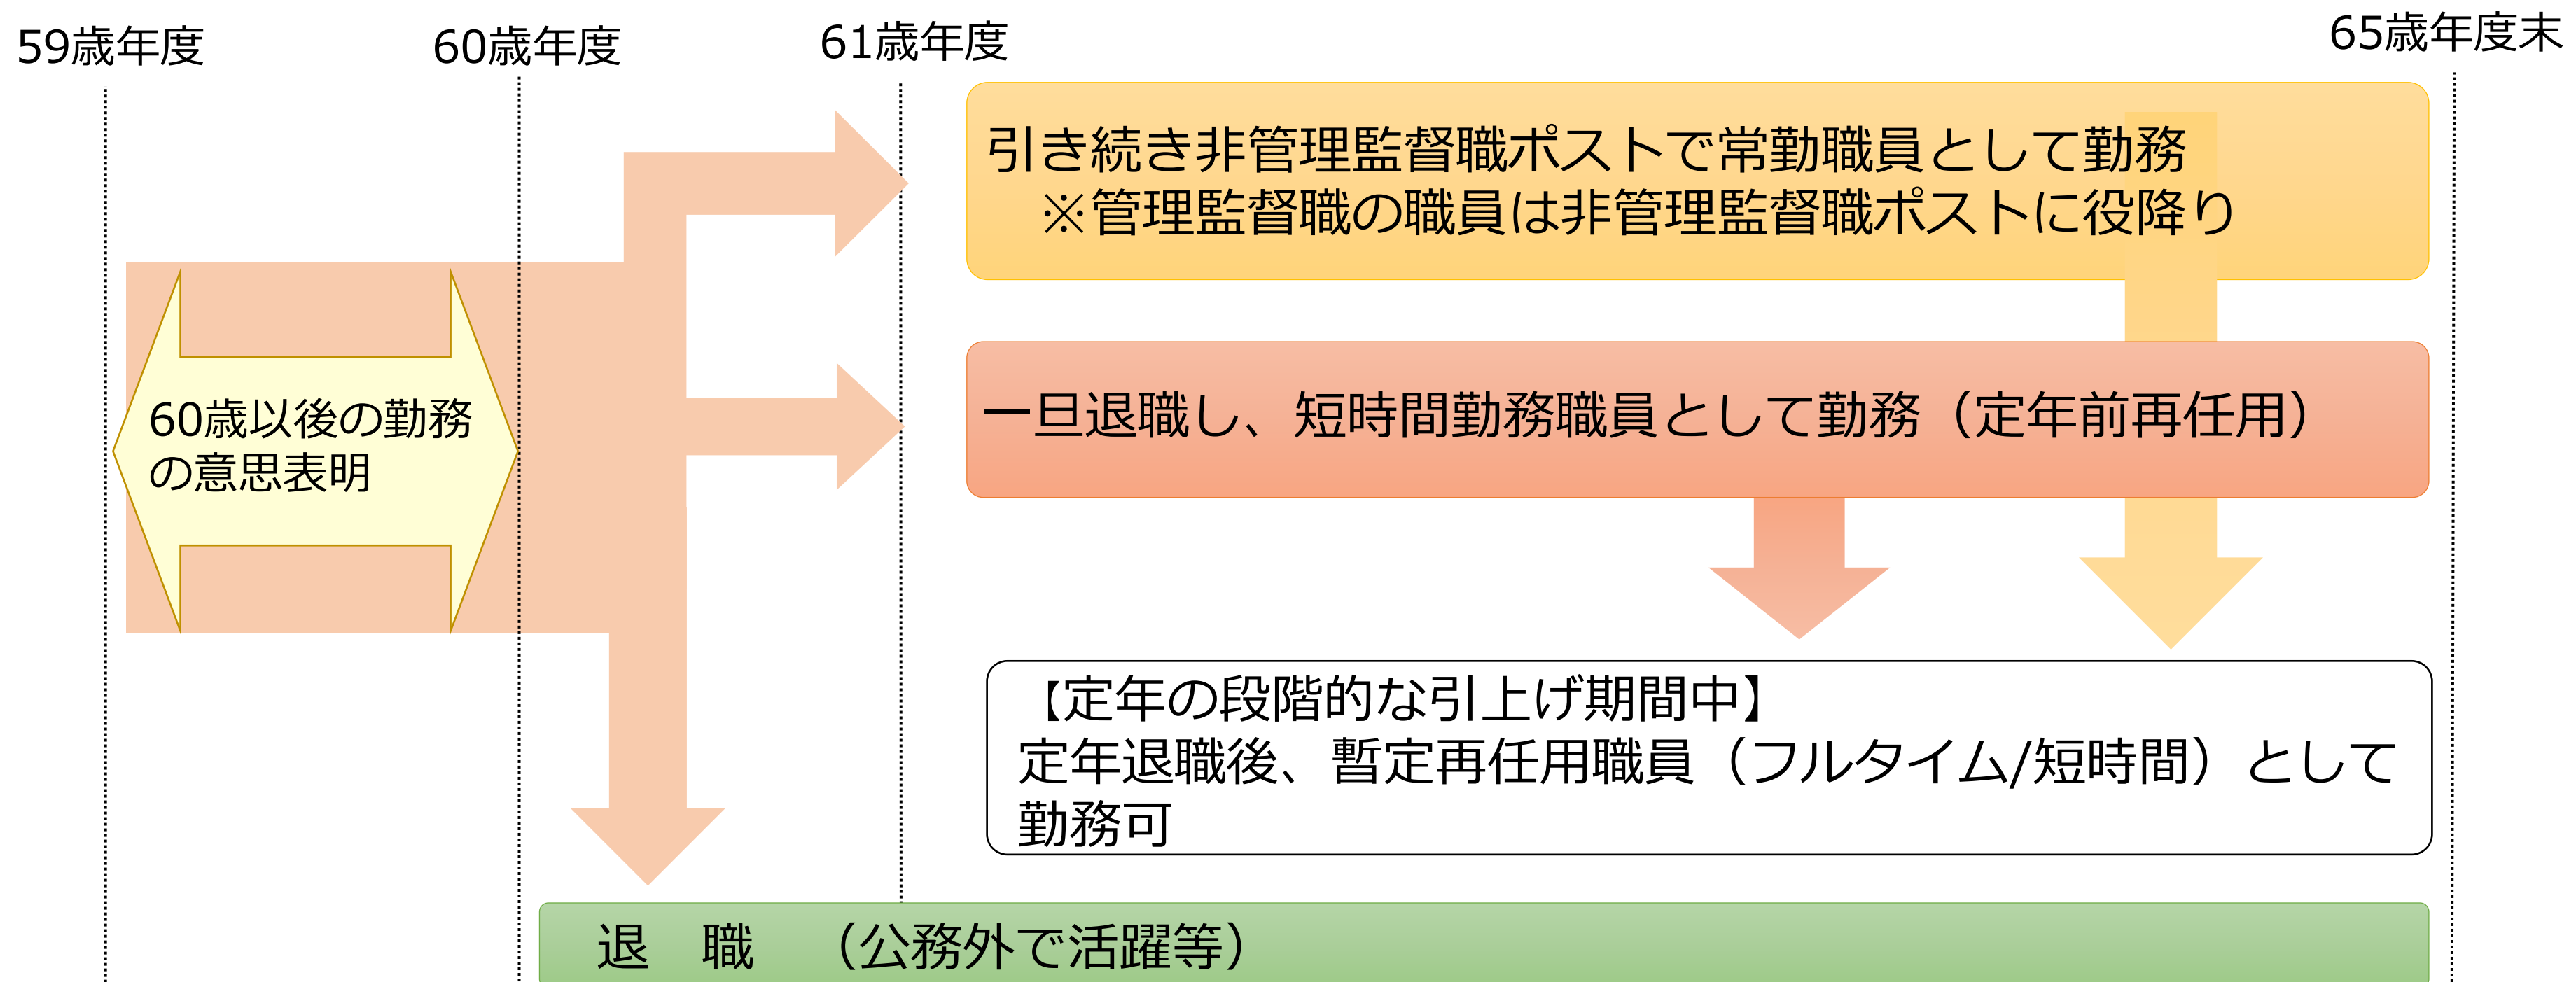 59歳年度
60歳年度
61歳年度
65歳年度末
引き続き非管理監督職ポストで常勤職員として勤務
※管理監督職の職員は非管理監督職ポストに役降り
60歳以後の勤務
の意思表明
一旦退職し、短時間勤務職員として勤務（定年前再任用）
【定年の段階的な引上げ期間中】
定年退職後、暫定再任用職員（フルタイム/短時間）として
勤務可
退　職　（公務外で活躍等）